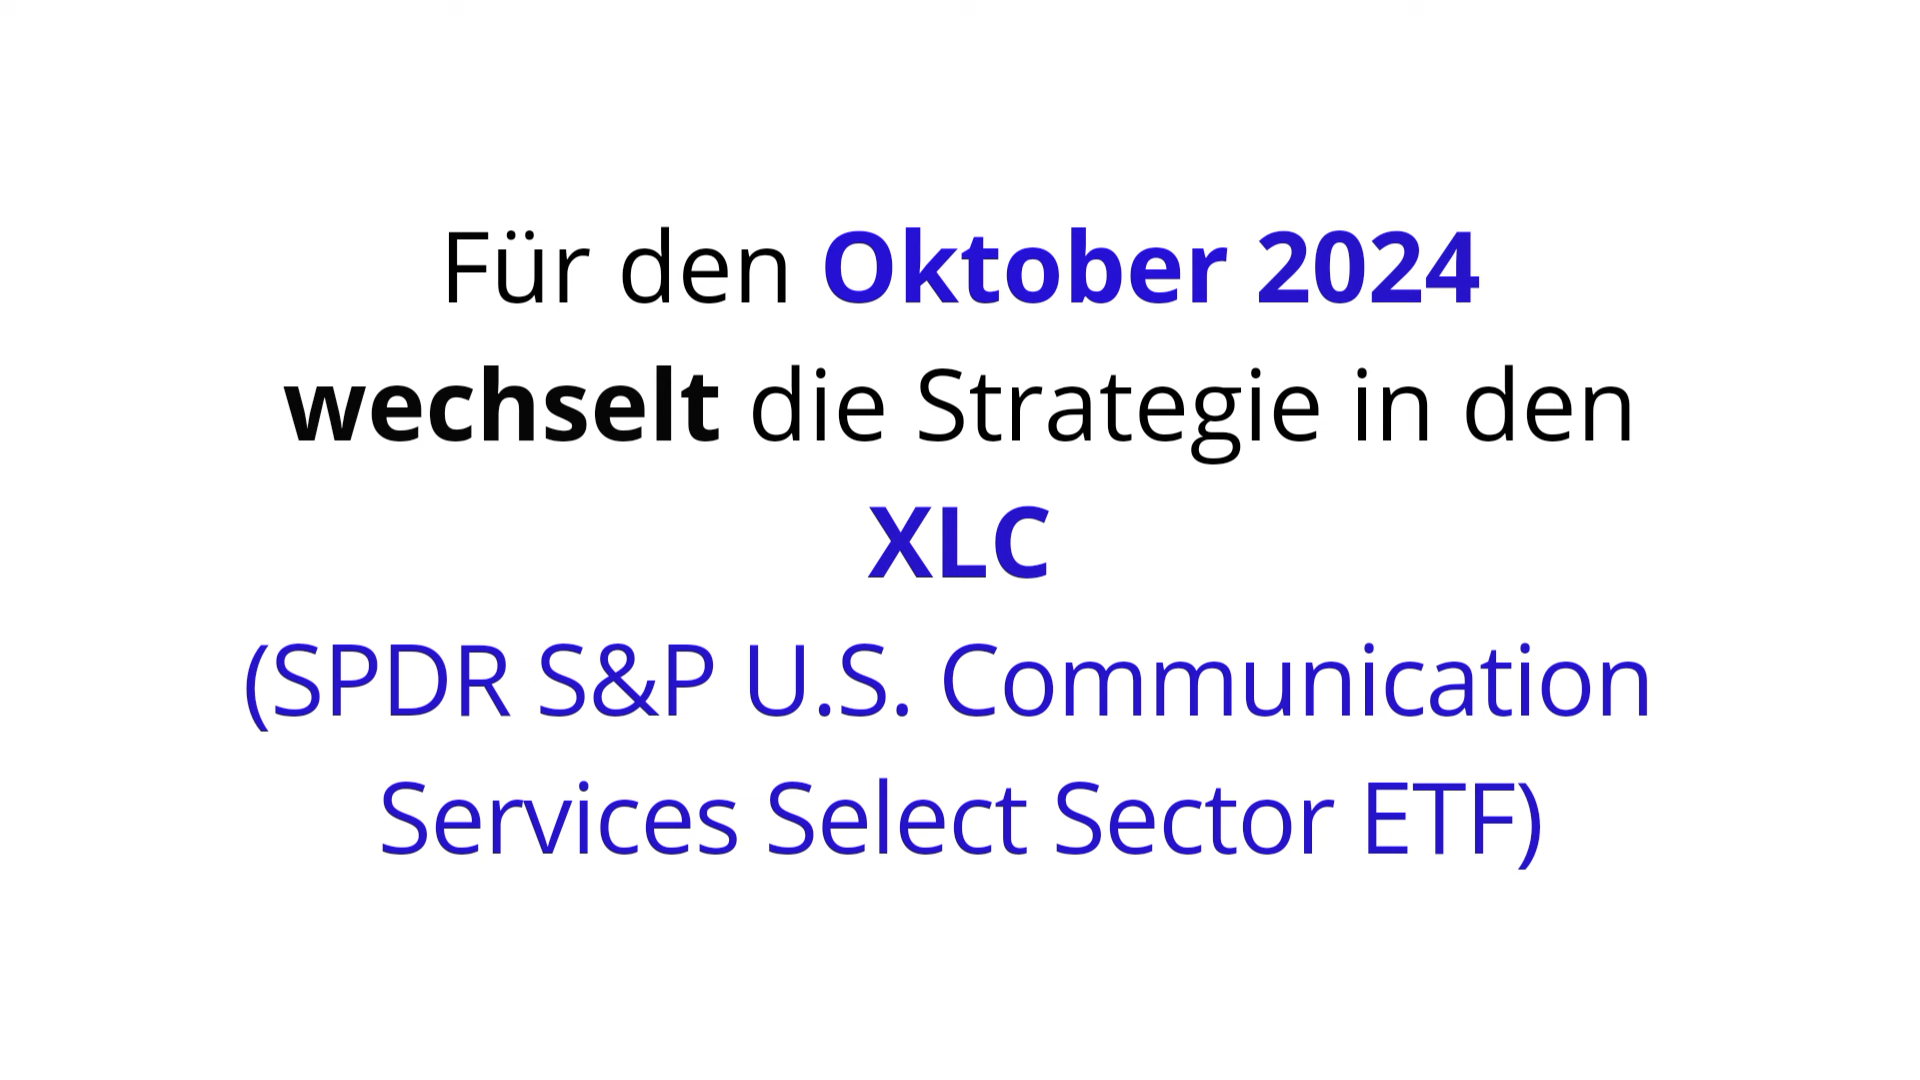 Für den Oktober 2024
wechselt die Strategie in den
XLC
(SPDR S&P U.S. Communication
Services Select Sector ETF)